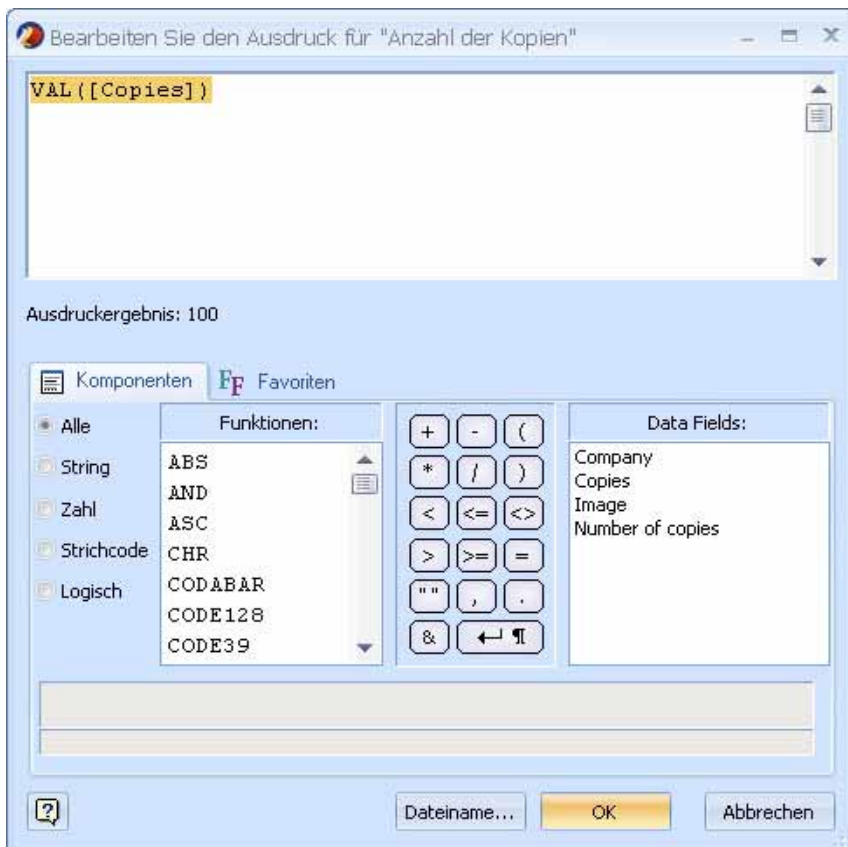 Bearbeiten Sie den Ausdruck für "Anzahl der Kopien"
VAL([Copies])
Ausdruckergebnis: 100
Komponenten
FF Favoriten
Alle
String
Zahl
Strichcode
Logisch
Funktionen:
ABS
AND
ASC
CHR
CODABAR
CODE128
CODE39
+ - (
* / )
< <= <>
> >= =
"" , .
& ↵ ¶
Data Fields:
Company
Copies
Image
Number of copies
?
Dateiname...
OK
Abbrechen